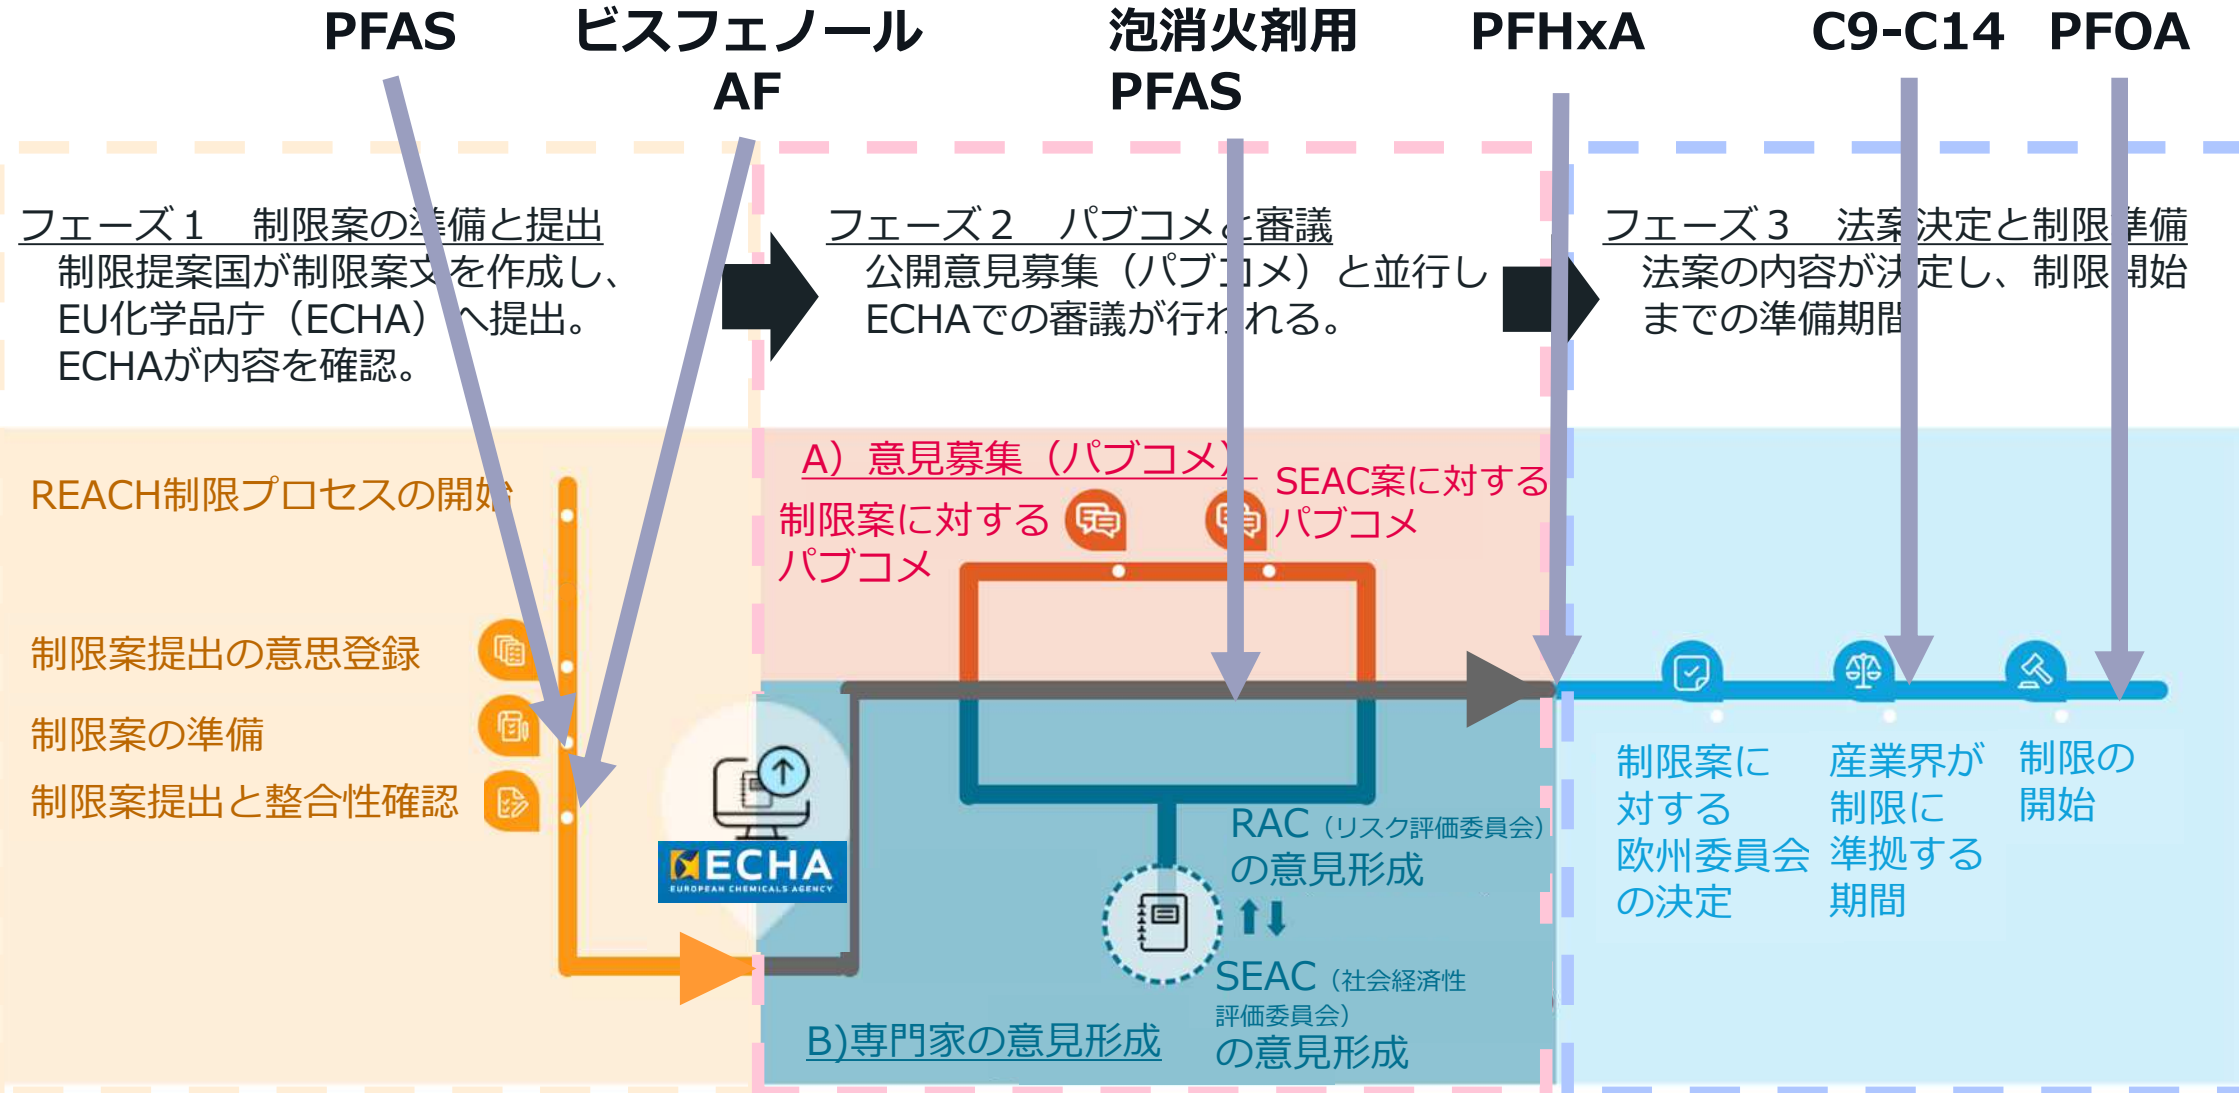 PFAS
ビスフェノール
AF
泡消火剤用
PFAS
PFHxA
C9-C14
PFOA
フェーズ１　制限案の準備と提出
制限提案国が制限案文を作成し、
EU化学品庁（ECHA）へ提出。
ECHAが内容を確認。
フェーズ２　パブコメと審議
公開意見募集（パブコメ）と並行し
ECHAでの審議が行われる。
フェーズ３　法案決定と制限準備
法案の内容が決定し、制限開始
までの準備期間
REACH制限プロセスの開始
制限案提出の意思登録
制限案の準備
制限案提出と整合性確認
ECHA
EUROPEAN CHEMICALS AGENCY
A）意見募集（パブコメ）
制限案に対する
パブコメ
SEAC案に対する
パブコメ
RAC（リスク評価委員会）
の意見形成
SEAC（社会経済性
評価委員会）
の意見形成
B)専門家の意見形成
制限案に
対する
欧州委員会
の決定
産業界が
制限に
準拠する
期間
制限の
開始